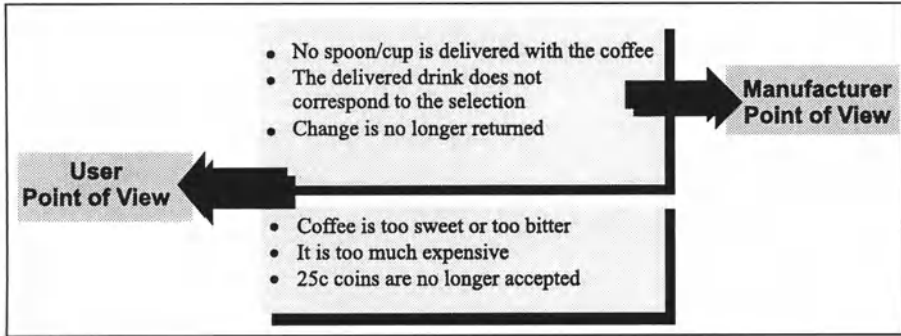 • No spoon/cup is delivered with the coffee
• The delivered drink does not
correspond to the selection
• Change is no longer returned
Manufacturer
Point of View
User
Point of View
• Coffee is too sweet or too bitter
• It is too much expensive
• 25c coins are no longer accepted